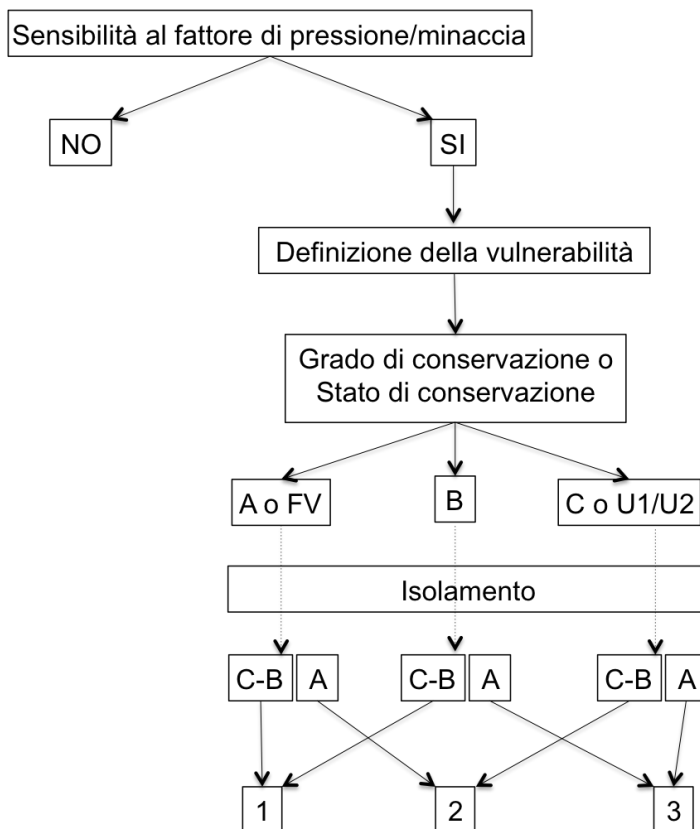 Sensibilità al fattore di pressione/minaccia
NO
SI
Definizione della vulnerabilità
Grado di conservazione o
Stato di conservazione
A o FV
B
C o U1/U2
Isolamento
C-B
A
C-B
A
C-B
A
1
2
3